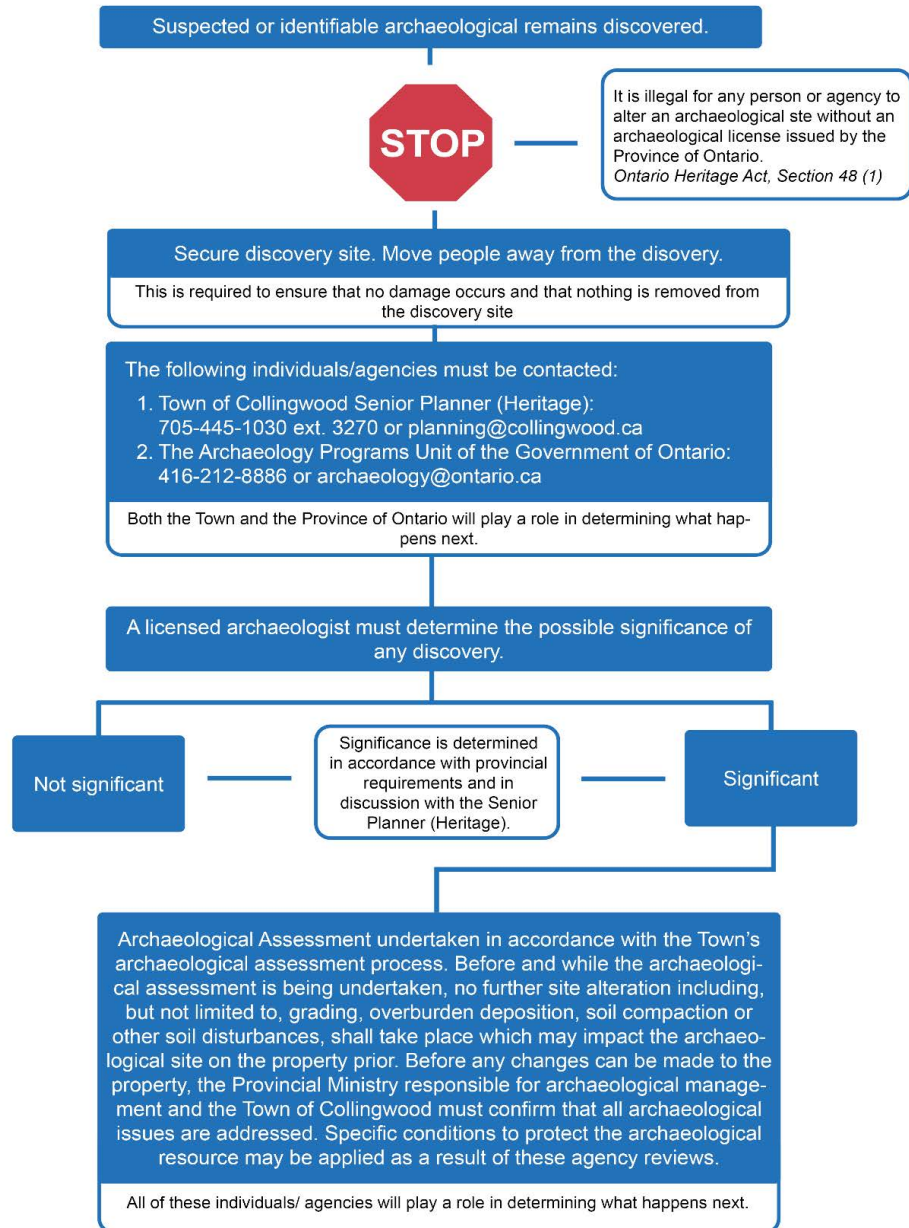 Suspected or identifiable archaeological remains discovered.
STOP
It is illegal for any person or agency to
alter an archaeological ste without an
archaeological license issued by the
Province of Ontario.
Ontario Heritage Act, Section 48 (1)
Secure discovery site. Move people away from the disovery.
This is required to ensure that no damage occurs and that nothing is removed from
the discovery site
The following individuals/agencies must be contacted:
1. Town of Collingwood Senior Planner (Heritage):
705-445-1030 ext. 3270 or planning@collingwood.ca
2. The Archaeology Programs Unit of the Government of Ontario:
416-212-8886 or archaeology@ontario.ca
Both the Town and the Province of Ontario will play a role in determining what hap-
pens next.
A licensed archaeologist must determine the possible significance of
any discovery.
Not significant
Significance is determined
in accordance with provincial
requirements and in
discussion with the Senior
Planner (Heritage).
Significant
Archaeological Assessment undertaken in accordance with the Town's
archaeological assessment process. Before and while the archaeologi-
cal assessment is being undertaken, no further site alteration including,
but not limited to, grading, overburden deposition, soil compaction or
other soil disturbances, shall take place which may impact the archaeo-
logical site on the property prior. Before any changes can be made to the
property, the Provincial Ministry responsible for archaeological manage-
ment and the Town of Collingwood must confirm that all archaeological
issues are addressed. Specific conditions to protect the archaeological
resource may be applied as a result of these agency reviews.
All of these individuals/ agencies will play a role in determining what happens next.